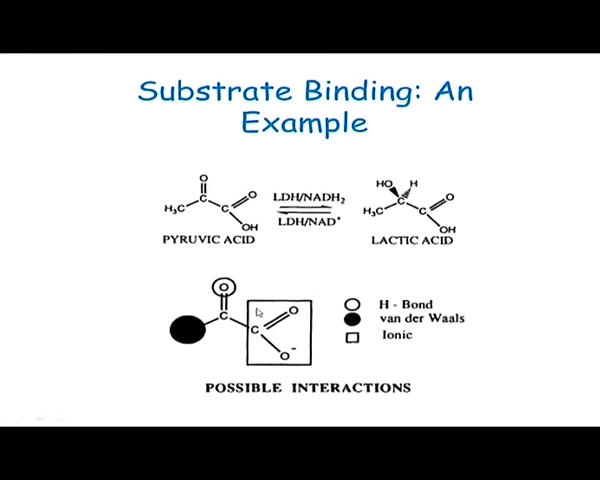 Substrate Binding: An
Example
O
C
H₃C
C
O
OH
PYRUVIC ACID
LDH/NADH₂
LDH/NAD⁺
HO
H
C
H₃C
C
O
OH
LACTIC ACID
O
C
C
O
O⁻
H - Bond
van der Waals
Ionic
POSSIBLE INTERACTIONS